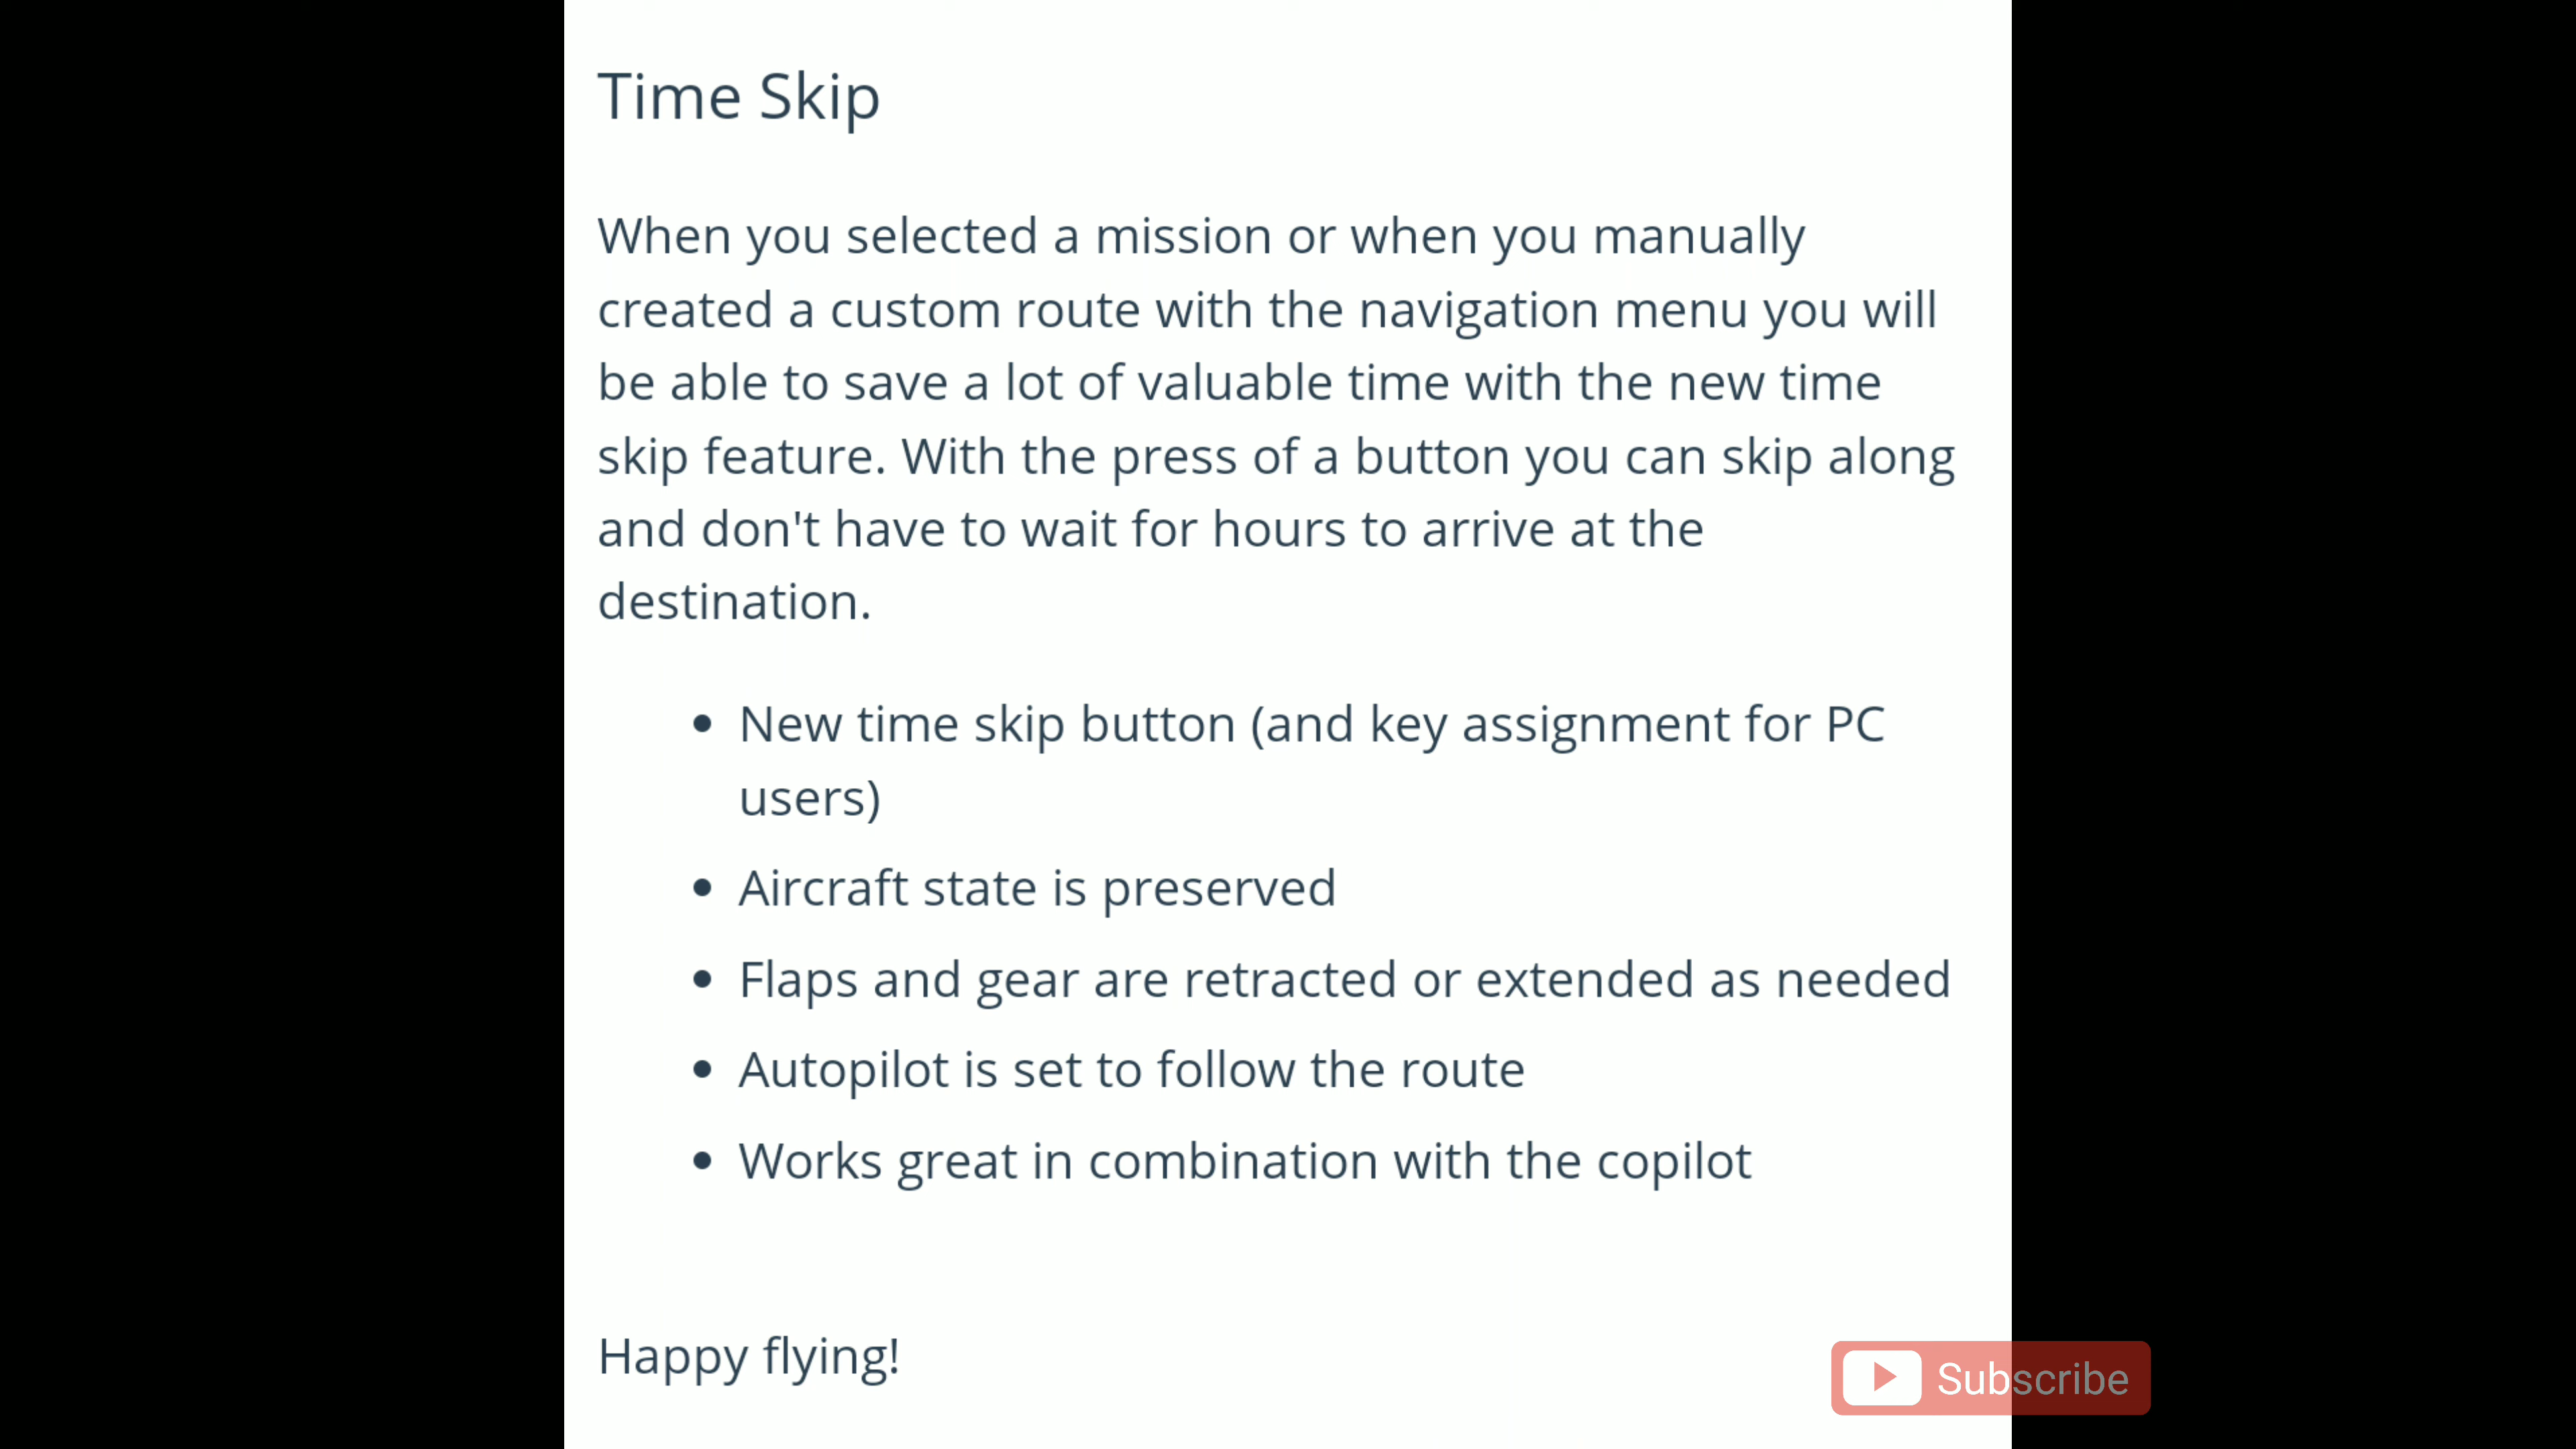 Time Skip
When you selected a mission or when you manually
created a custom route with the navigation menu you will
be able to save a lot of valuable time with the new time
skip feature. With the press of a button you can skip along
and don't have to wait for hours to arrive at the
destination.
• New time skip button (and key assignment for PC
users)
• Aircraft state is preserved
• Flaps and gear are retracted or extended as needed
• Autopilot is set to follow the route
• Works great in combination with the copilot
Happy flying!
Subscribe